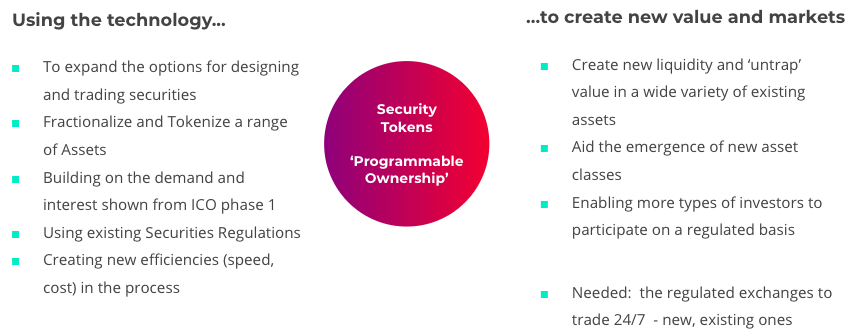 Using the technology...
To expand the options for designing
and trading securities
Fractionalize and Tokenize a range
of Assets
Building on the demand and
interest shown from ICO phase 1
Using existing Securities Regulations
Creating new efficiencies (speed,
cost) in the process
Security
Tokens
‘Programmable
Ownership’
...to create new value and markets
Create new liquidity and ‘untrap’
value in a wide variety of existing
assets
Aid the emergence of new asset
classes
Enabling more types of investors to
participate on a regulated basis
Needed:  the regulated exchanges to
trade 24/7  - new, existing ones